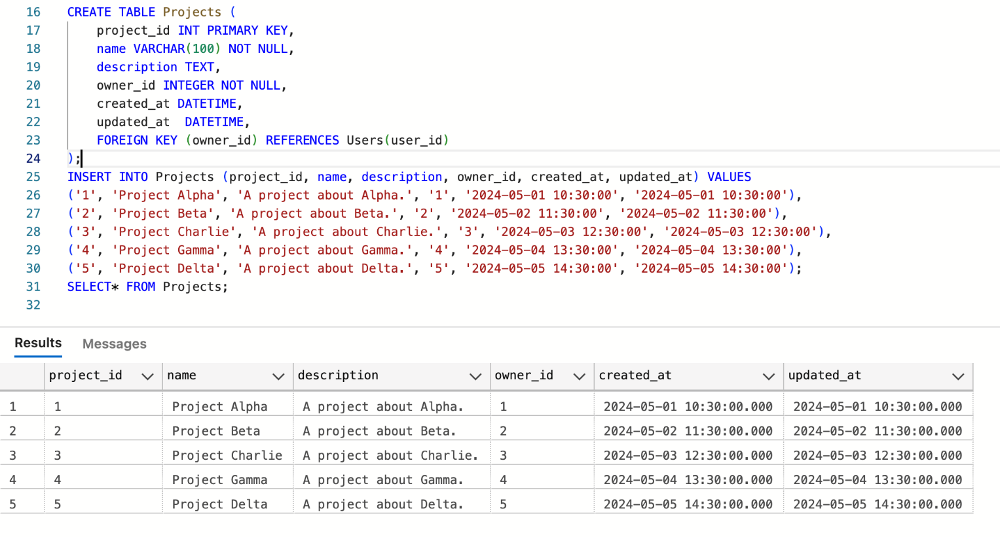 16 CREATE TABLE Projects (
17 project_id INT PRIMARY KEY,
18 name VARCHAR(100) NOT NULL,
19 description TEXT,
20 owner_id INTEGER NOT NULL,
21 created_at DATETIME,
22 updated_at  DATETIME,
23 FOREIGN KEY (owner_id) REFERENCES Users(user_id)
24 );
25 INSERT INTO Projects (project_id, name, description, owner_id, created_at, updated_at) VALUES
26 ('1', 'Project Alpha', 'A project about Alpha.', '1', '2024-05-01 10:30:00', '2024-05-01 10:30:00'),
27 ('2', 'Project Beta', 'A project about Beta.', '2', '2024-05-02 11:30:00', '2024-05-02 11:30:00'),
28 ('3', 'Project Charlie', 'A project about Charlie.', '3', '2024-05-03 12:30:00', '2024-05-03 12:30:00'),
29 ('4', 'Project Gamma', 'A project about Gamma.', '4', '2024-05-04 13:30:00', '2024-05-04 13:30:00'),
30 ('5', 'Project Delta', 'A project about Delta.', '5', '2024-05-05 14:30:00', '2024-05-05 14:30:00');
31 SELECT* FROM Projects;
32
Results Messages
project_id name description owner_id created_at updated_at
1 1 Project Alpha A project about Alpha. 1 2024-05-01 10:30:00.000 2024-05-01 10:30:00.000
2 2 Project Beta A project about Beta. 2 2024-05-02 11:30:00.000 2024-05-02 11:30:00.000
3 3 Project Charlie A project about Charlie. 3 2024-05-03 12:30:00.000 2024-05-03 12:30:00.000
4 4 Project Gamma A project about Gamma. 4 2024-05-04 13:30:00.000 2024-05-04 13:30:00.000
5 5 Project Delta A project about Delta. 5 2024-05-05 14:30:00.000 2024-05-05 14:30:00.000